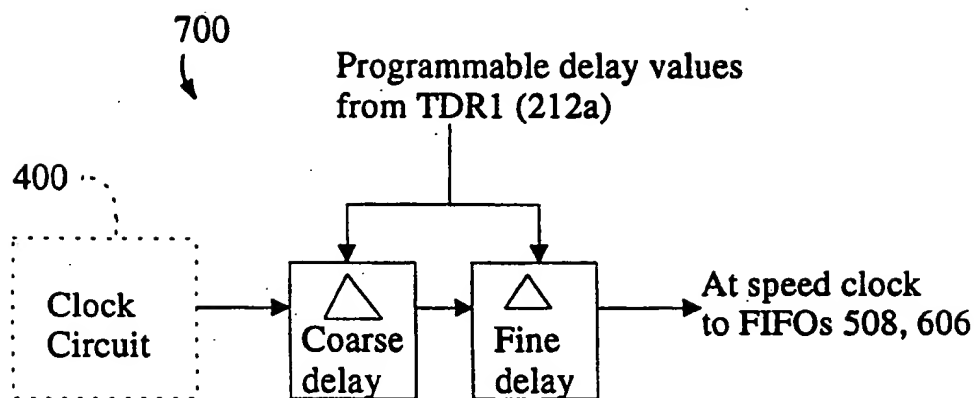 700
Programmable delay values
from TDR1 (212a)
400
Clock
Circuit
Coarse
delay
Fine
delay
At speed clock
to FIFOs 508, 606